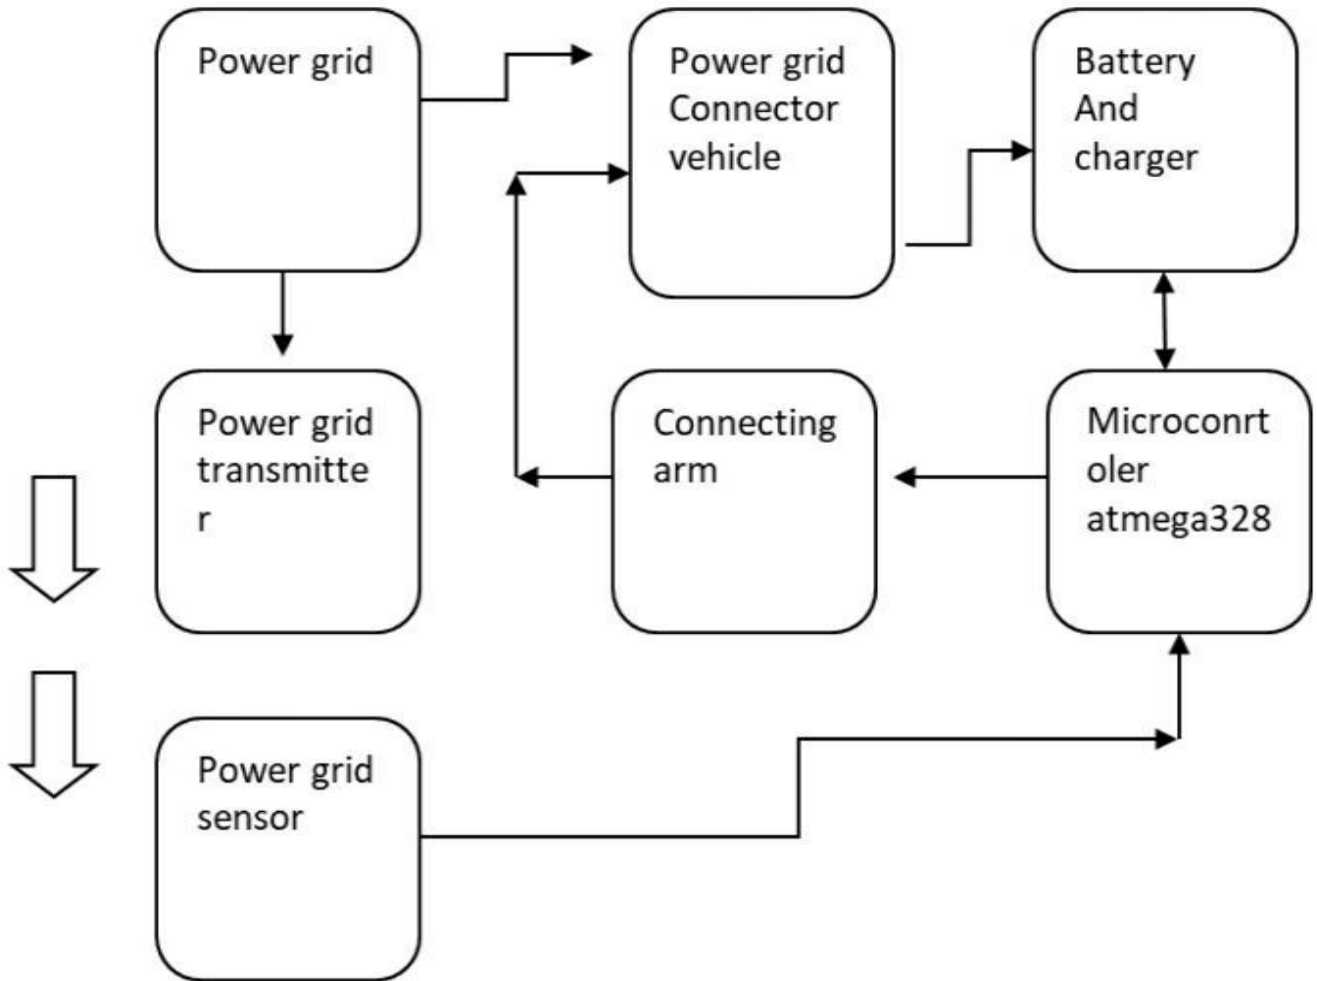 Power grid
Power grid
Connector
vehicle
Battery
And
charger
Power grid
transmitte
r
Connecting
arm
Microconrt
oler
atmega328
Power grid
sensor